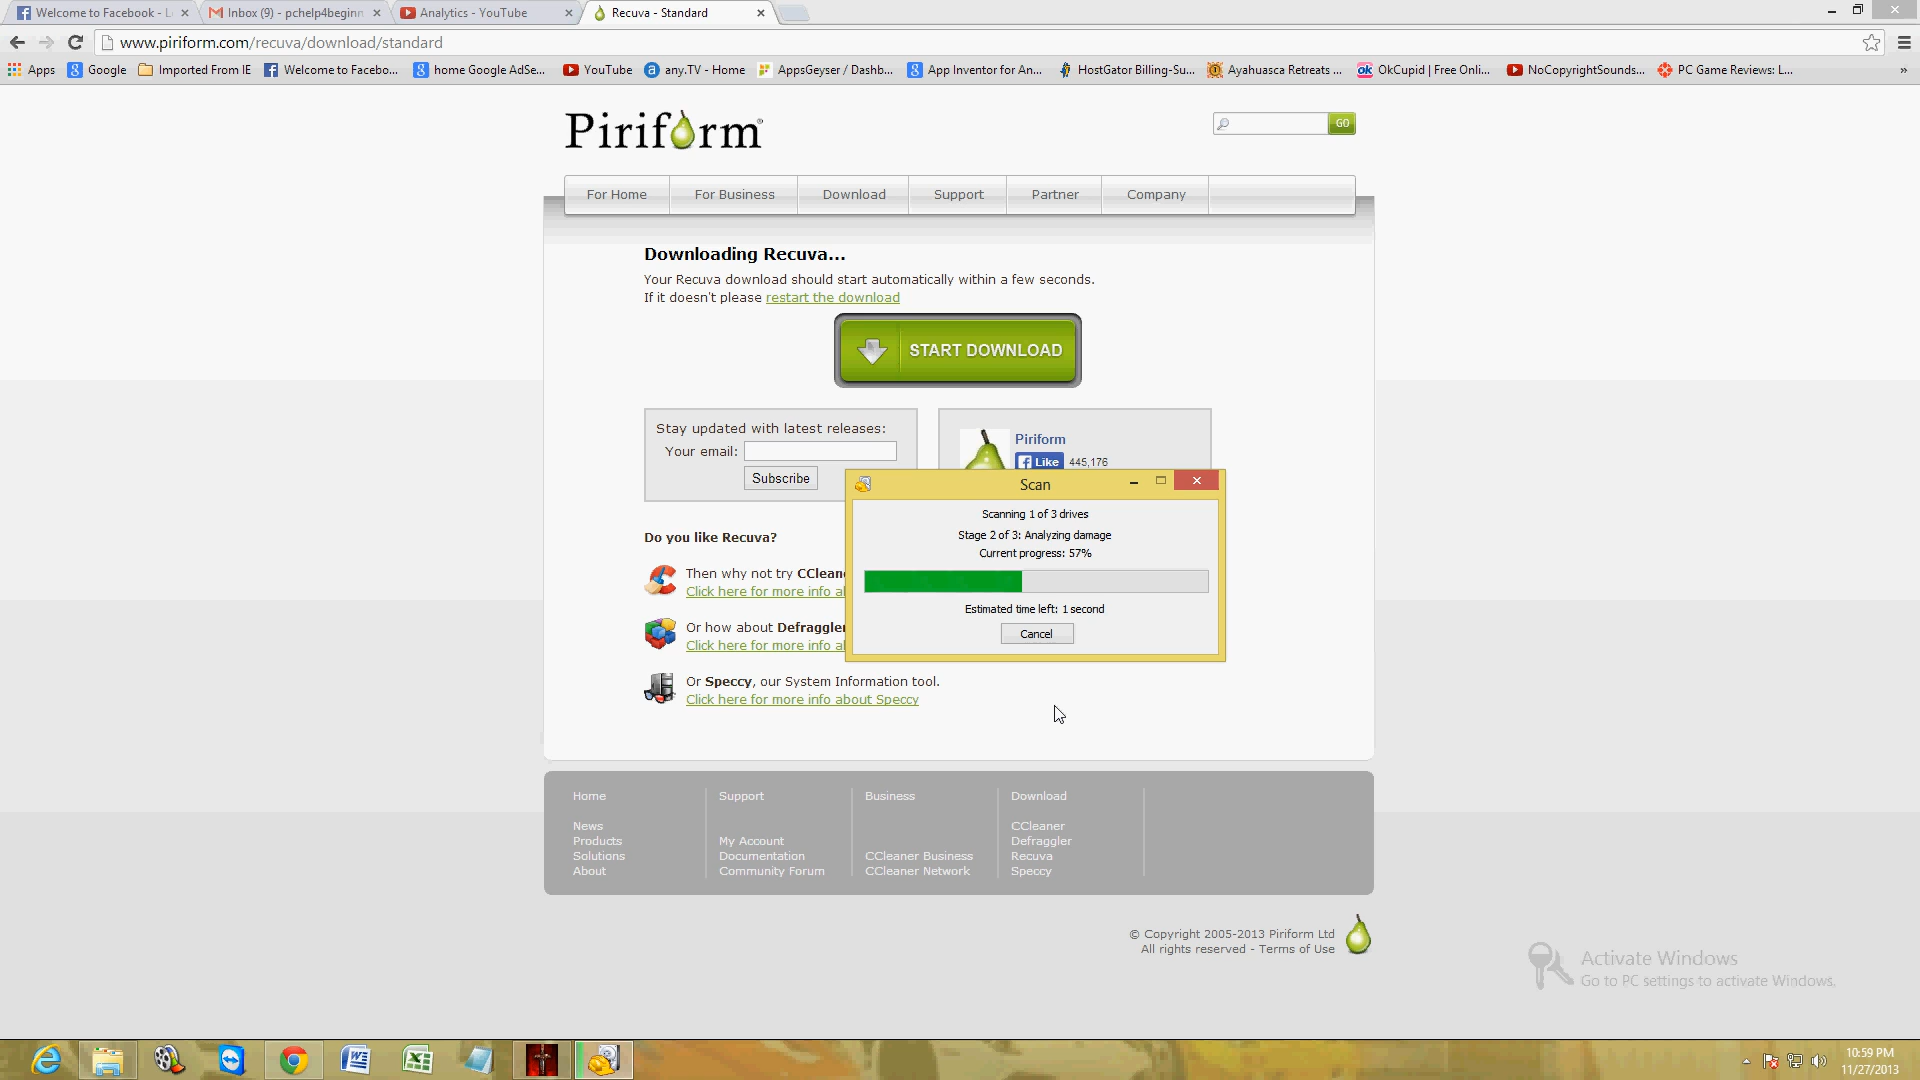 Welcome to Facebook - L
Inbox (9) - pchelp4beginn
Analytics - YouTube
Recuva - Standard
www.piriform.com/recuva/download/standard
Apps
Google
Imported From IE
Welcome to Facebo...
home Google AdSe...
YouTube
any.TV - Home
AppsGeyser / Dashb...
App Inventor for An...
HostGator Billing-Su...
Ayahuasca Retreats ...
ok OkCupid | Free Onli...
NoCopyrightSounds...
PC Game Reviews: L...
»
Piriform®
GO
For Home
For Business
Download
Support
Partner
Company
Downloading Recuva...
Your Recuva download should start automatically within a few seconds.
If it doesn't please restart the download
START DOWNLOAD
Stay updated with latest releases:
Your email:
Subscribe
Piriform
Like 445,176
Scan
Scanning 1 of 3 drives
Stage 2 of 3: Analyzing damage
Current progress: 57%
Estimated time left: 1 second
Cancel
Do you like Recuva?
Then why not try CClean
Click here for more info a
Or how about Defraggler
Click here for more info a
Or Speccy, our System Information tool.
Click here for more info about Speccy
Home
News
Products
Solutions
About
Support
My Account
Documentation
Community Forum
Business
CCleaner Business
CCleaner Network
Download
CCleaner
Defraggler
Recuva
Speccy
© Copyright 2005-2013 Piriform Ltd
All rights reserved - Terms of Use
Activate Windows
Go to PC settings to activate Windows.
10:59 PM
11/27/2013